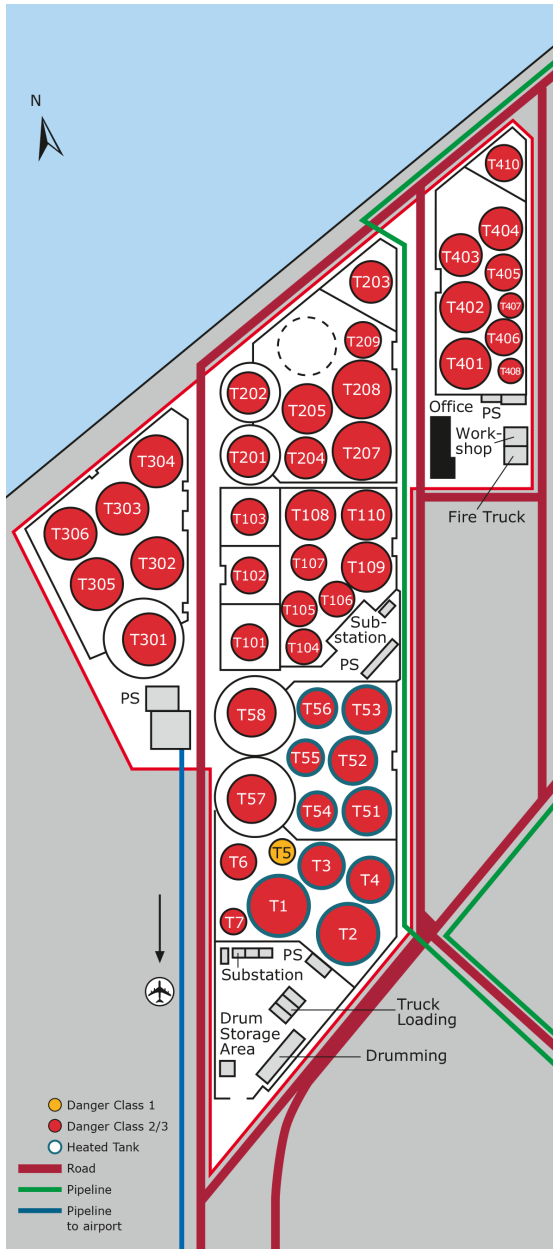 N
T410
T404
T403
T405
T402
T407
T406
T401
T408
T203
T209
T208
T202
T205
T201
T204
T207
Office
PS
Work-
shop
Fire Truck
T304
T303
T306
T302
T305
T301
T103
T108
T110
T102
T107
T109
T106
T105
T101
T104
Sub-
station
PS
PS
T58
T56
T53
T55
T52
T57
T54
T51
T5
T6
T3
T4
T1
T7
T2
PS
Substation
Truck
Loading
Drum
Storage
Area
Drumming
Danger Class 1
Danger Class 2/3
Heated Tank
Road
Pipeline
Pipeline
to airport